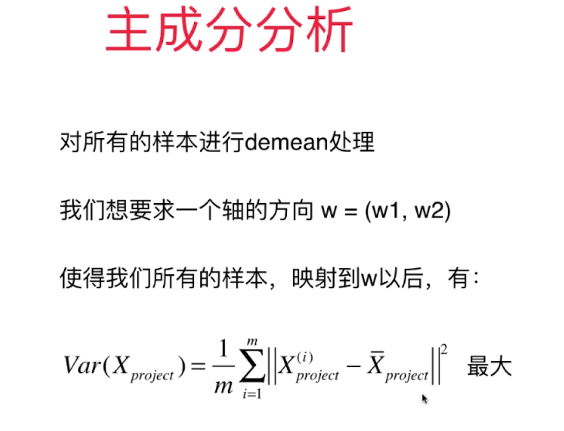 主成分分析
对所有的样本进行demean处理
我们想要求一个轴的方向 w = (w1, w2)
使得我们所有的样本，映射到w以后，有：
Var(X_{project}) = \frac{1}{m} \sum_{i=1}^{m} ||X_{project}^{(i)} - \bar{X}_{project}||^2 最大